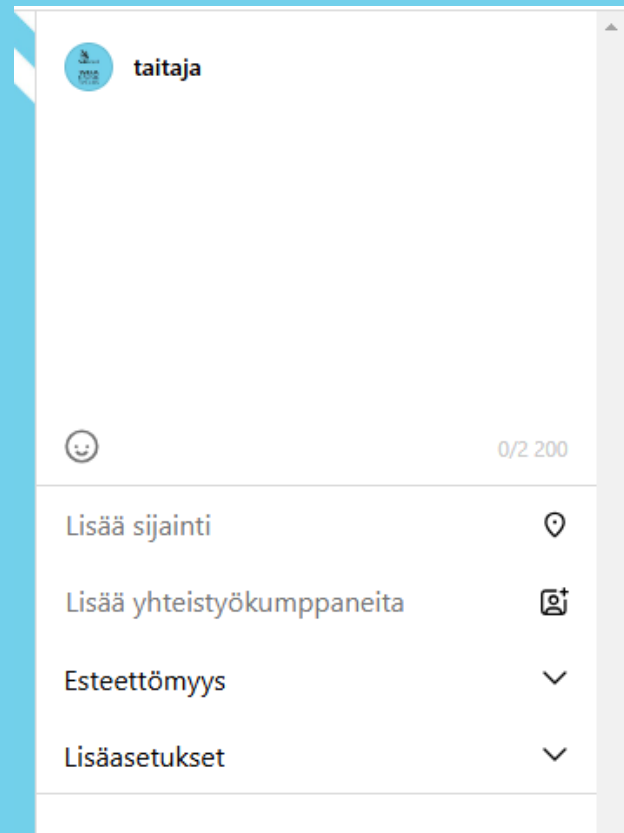 taitaja
0/2 200
Lisää sijainti
Lisää yhteistyökumppaneita
Esteettömyys
Lisäasetukset